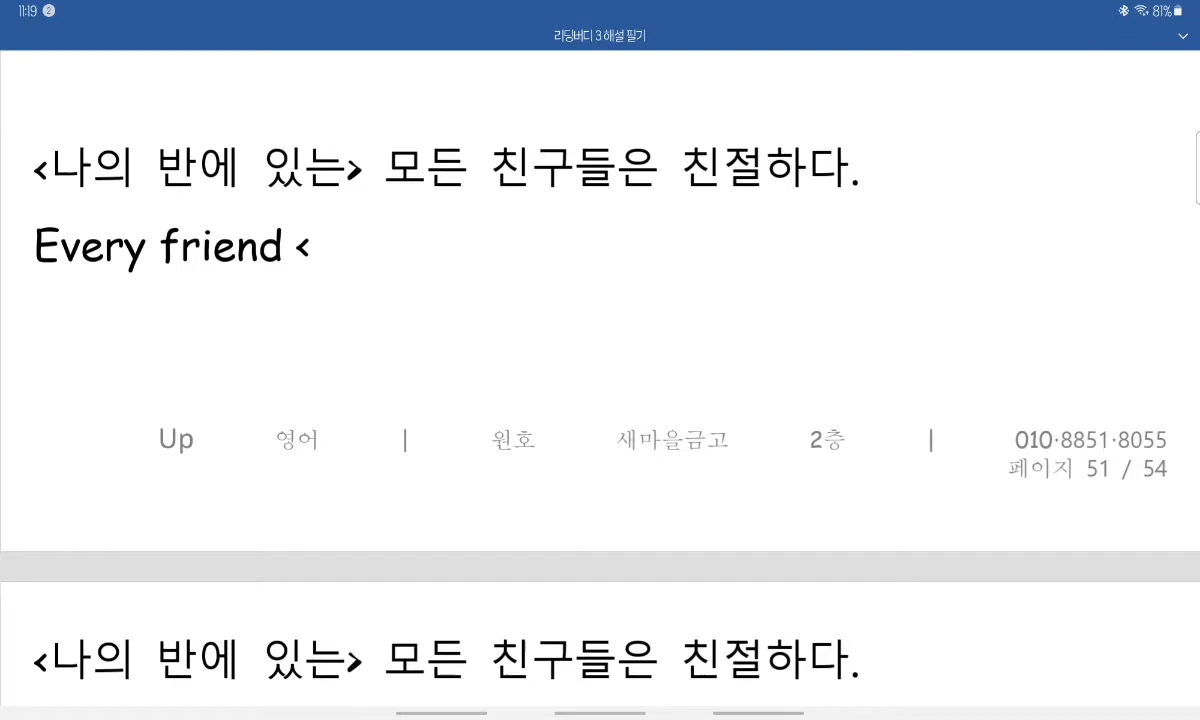 11:19 2 81%
리딩버디 3 해설 필기
<나의 반에 있는> 모든 친구들은 친절하다.
Every friend <
Up 영어 | 원호 새마을금고 2층 | 010·8851·8055
페이지 51 / 54
<나의 반에 있는> 모든 친구들은 친절하다.